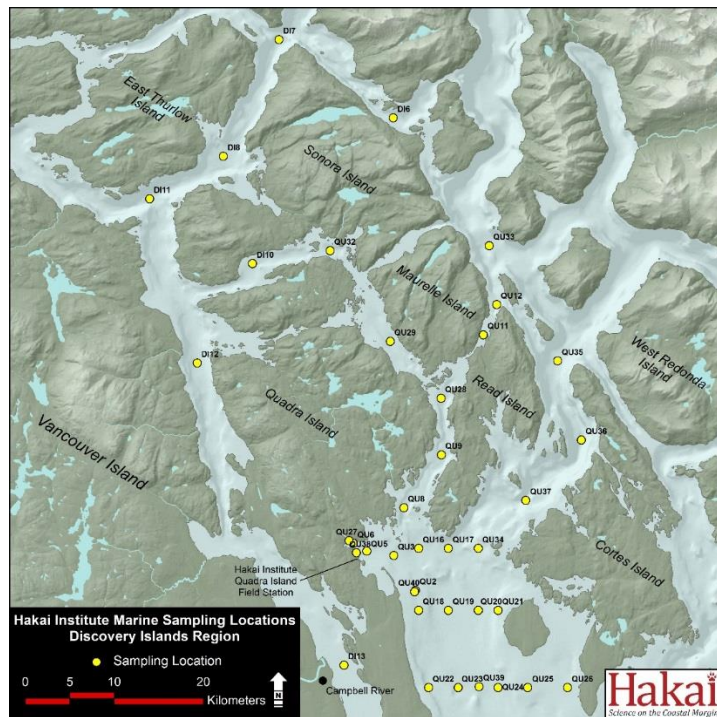 DI7
East Thurlow
Island
DI6
DI8
Sonora Island
DI11
QU32
QU33
DI10
Maurelle Island
QU12
QU29
QU11
DI12
QU35
West Redonda
Island
QU28
Read Island
Quadra Island
Vancouver Island
QU36
QU9
QU37
QU8
QU27
QU6
QU38
QU5
QU3
QU16
QU17
QU34
Cortes Island
Hakai Institute
Quadra Island
Field Station
QU40
QU2
QU18
QU19
QU20
QU21
Hakai Institute Marine Sampling Locations
Discovery Islands Region
Sampling Location
0 5 10 20
Kilometers
N
DI13
Campbell River
QU22
QU23
QU39
QU24
QU25
QU26
Hakai
Science on the Coastal Margin